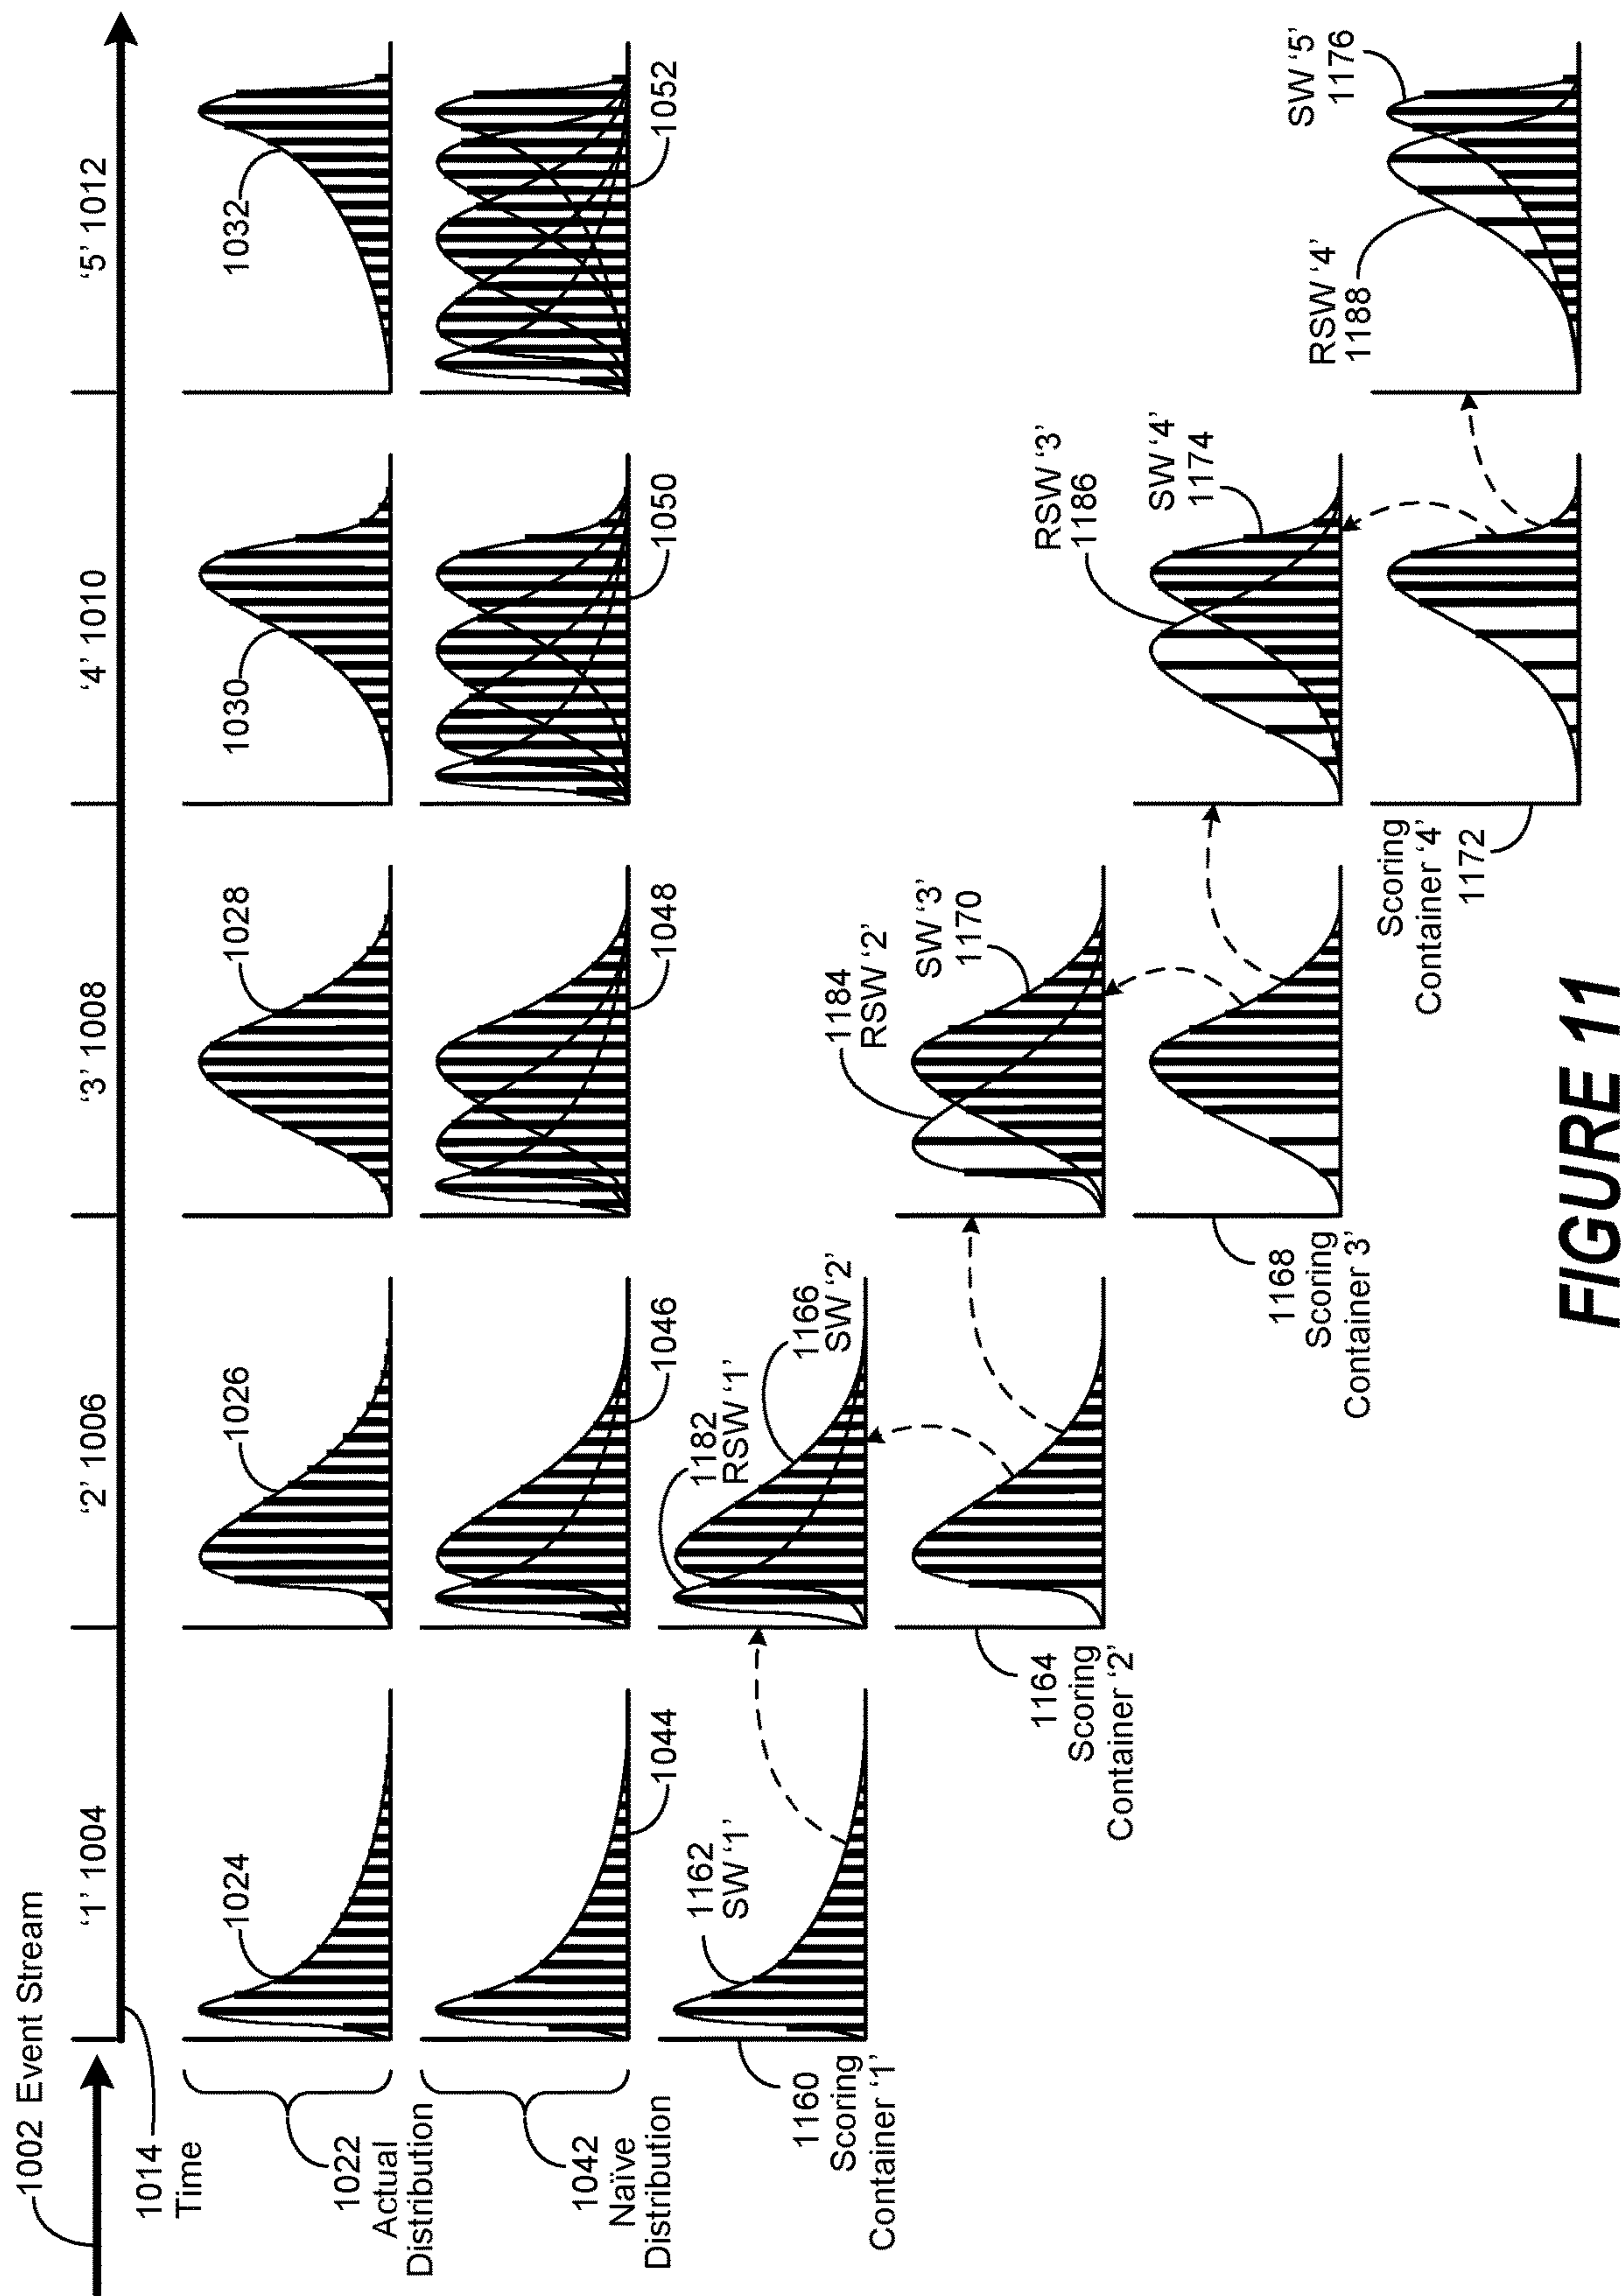 1002 Event Stream
1014
Time
'1' 1004
'2' 1006
'3' 1008
'4' 1010
'5' 1012
1022
Actual
Distribution
1024
1026
1028
1030
1032
1042
Naïve
Distribution
1044
1046
1048
1050
1052
1160
Scoring
Container '1'
1162
SW '1'
1182
RSW '1'
1166
SW '2'
1164
Scoring
Container '2'
1184
RSW '2'
SW '3'
1170
1168
Scoring
Container 3'
RSW '3'
1186
SW '4'
1174
Scoring
Container '4'
1172
RSW '4'
1188
SW '5'
1176
FIGURE 11